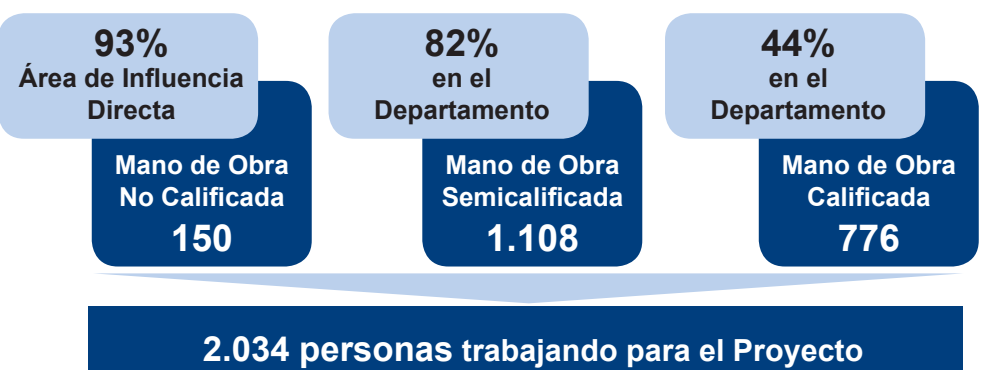 93%
Área de Influencia
Directa
Mano de Obra
No Calificada
150
82%
en el
Departamento
Mano de Obra
Semicalificada
1.108
44%
en el
Departamento
Mano de Obra
Calificada
776
2.034 personas trabajando para el Proyecto